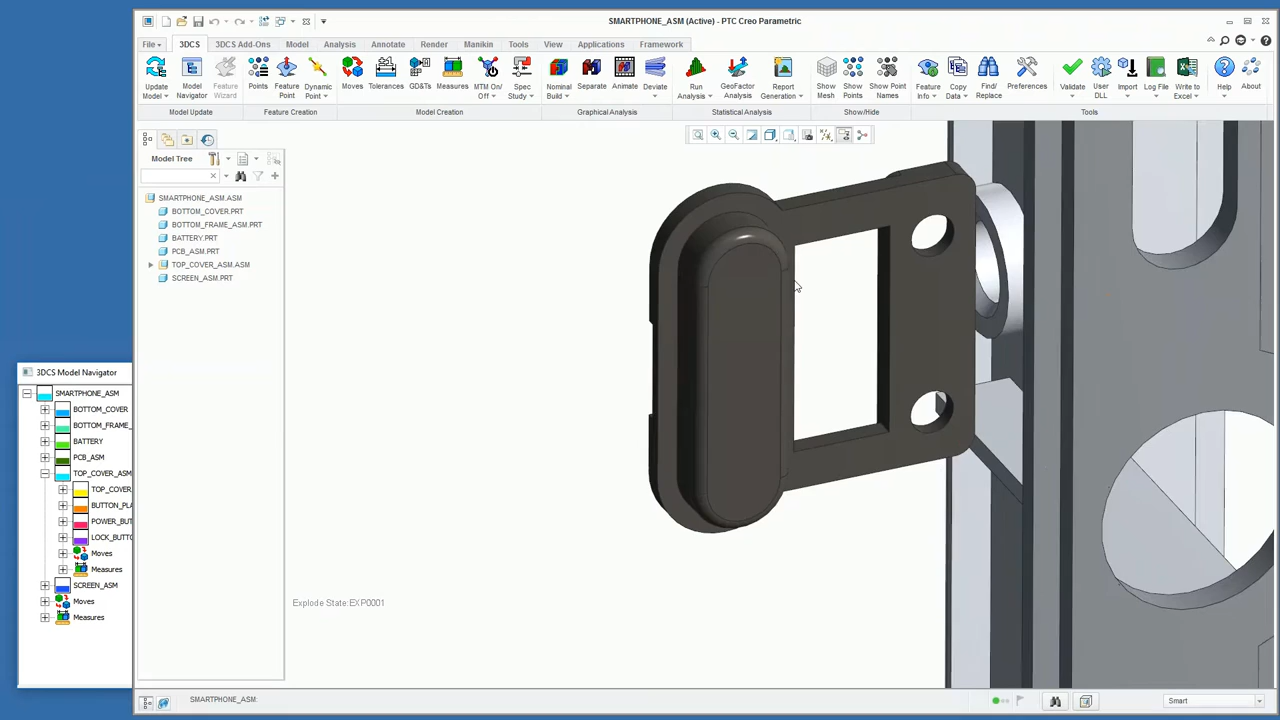 SMARTPHONE_ASM (Active) - PTC Creo Parametric
File 3DCS 3DCS Add-Ons Model Analysis Annotate Render Manikin Tools View Applications Framework
Update Model Model Navigator Feature Wizard Points Feature Point Dynamic Point Moves Tolerances GD&Ts Measures MTM On/Off Spec Study Nominal Build Separate Animate Deviate Run Analysis GeoFactor Analysis Report Generation Show Mesh Show Points Show Point Names Feature Info Copy Data Find/Replace Preferences Validate User DLL Import Log File Write to Excel Help About
Model Update Feature Creation Model Creation Graphical Analysis Statistical Analysis Show/Hide Tools
Model Tree
SMARTPHONE_ASM.ASM
BOTTOM_COVER.PRT
BOTTOM_FRAME_ASM.PRT
BATTERY.PRT
PCB_ASM.PRT
TOP_COVER_ASM.ASM
SCREEN_ASM.PRT
3DCS Model Navigator
SMARTPHONE_ASM
BOTTOM_COVER
BOTTOM_FRAME_
BATTERY
PCB_ASM
TOP_COVER_ASM
TOP_COVER
BUTTON_PLA
POWER_BUT
LOCK_BUTTO
Moves
Measures
SCREEN_ASM
Moves
Measures
Explode State:EXP0001
SMARTPHONE_ASM:
Smart